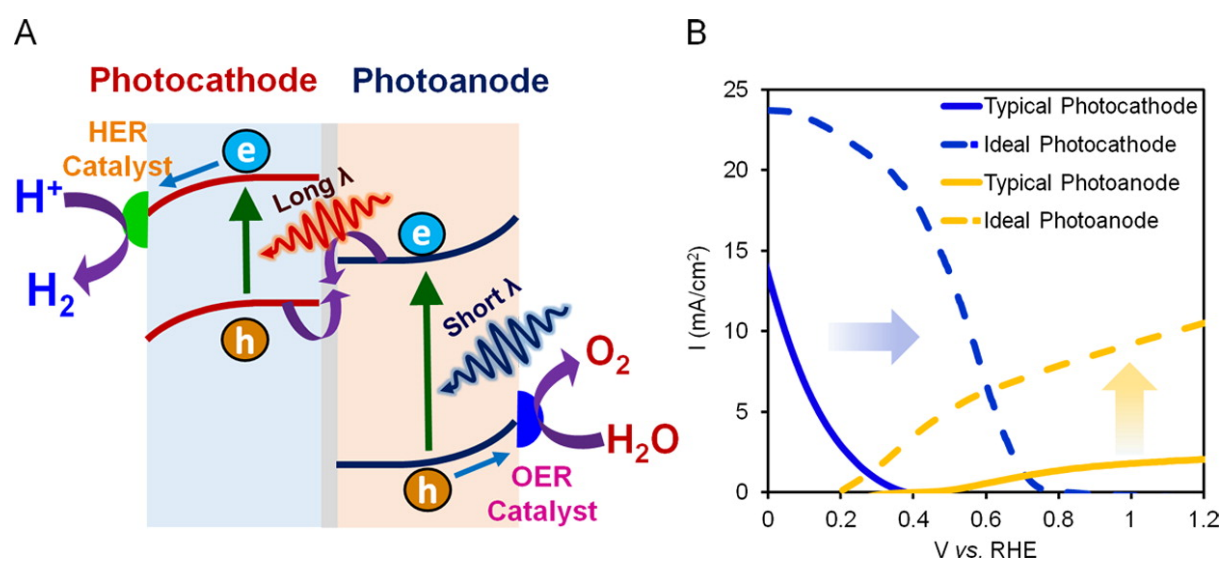 A
Photocathode
Photoanode
HER
Catalyst
e
Long λ
H⁺
H₂
e
h
Short λ
O₂
H₂O
h
OER
Catalyst
B
25
20
15
10
5
0
I (mA/cm²)
Typical Photocathode
Ideal Photocathode
Typical Photoanode
Ideal Photoanode
0
0.2
0.4
0.6
0.8
1
1.2
V vs. RHE